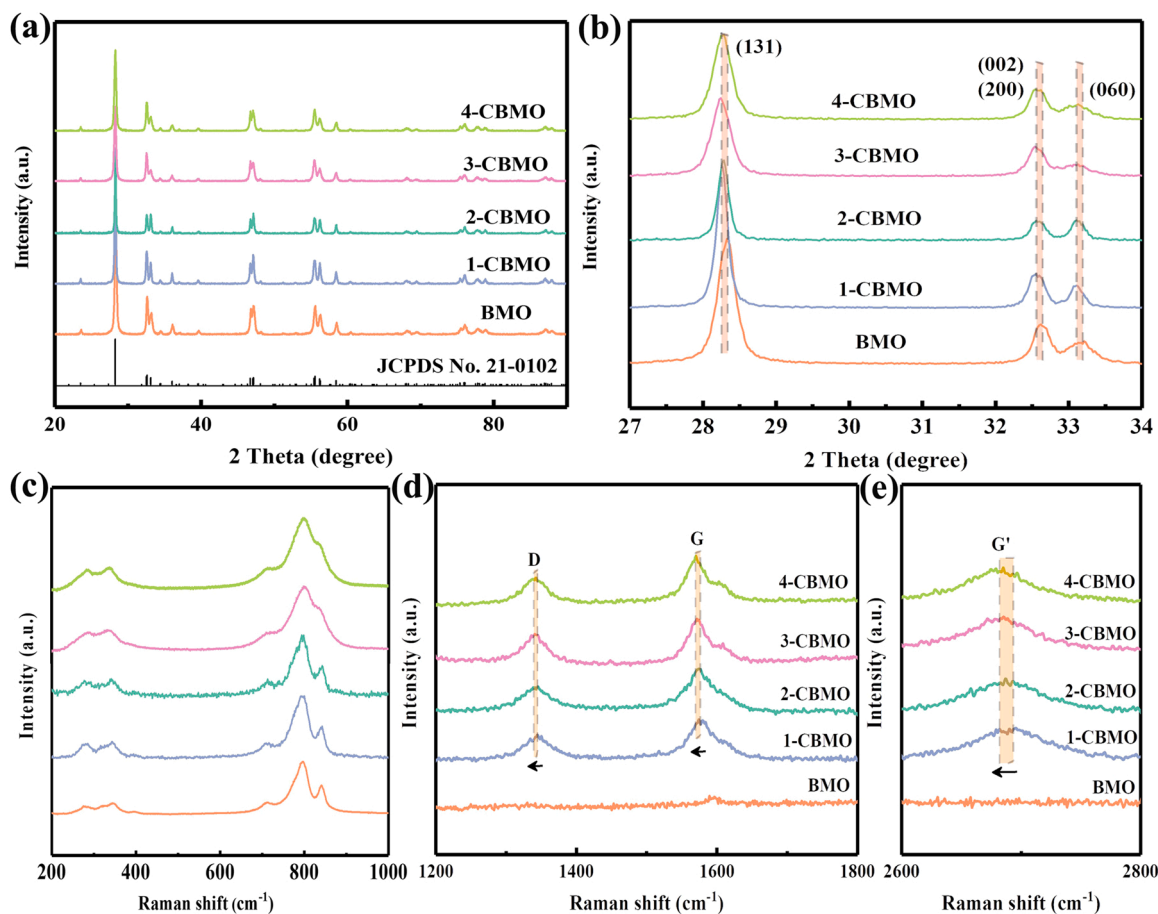 (a)
4-CBMO
3-CBMO
2-CBMO
1-CBMO
BMO
JCPDS No. 21-0102
Intensity (a.u.)
20 40 60 80
2 Theta (degree)
(b)
(131)
(002)
(200)
(060)
4-CBMO
3-CBMO
2-CBMO
1-CBMO
BMO
Intensity (a.u.)
27 28 29 30 31 32 33 34
2 Theta (degree)
(c)
Intensity (a.u.)
200 400 600 800 1000
Raman shift (cm⁻¹)
(d)
D
G
4-CBMO
3-CBMO
2-CBMO
1-CBMO
BMO
Intensity (a.u.)
1200 1400 1600 1800
Raman shift (cm⁻¹)
(e)
G'
4-CBMO
3-CBMO
2-CBMO
1-CBMO
BMO
Intensity (a.u.)
2600 2800
Raman shift (cm⁻¹)